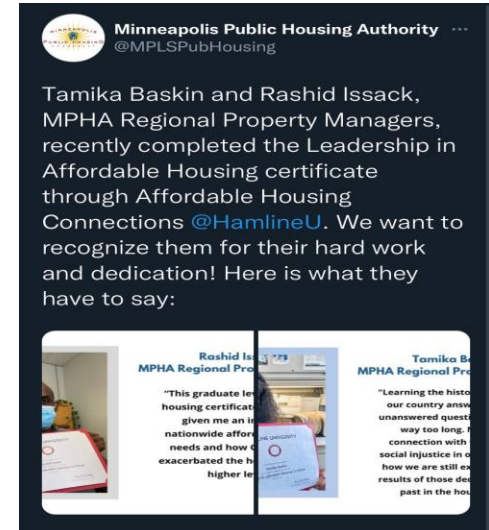 Minneapolis Public Housing Authority ...
@MPLSPubHousing
Tamika Baskin and Rashid Issack,
MPHA Regional Property Managers,
recently completed the Leadership in
Affordable Housing certificate
through Affordable Housing
Connections @HamlineU. We want to
recognize them for their hard work
and dedication! Here is what they
have to say:
Rashid Is
MPHA Regional Pro
"This graduate le
housing certificat
given me an i
nationwide affor
needs and how
exacerbated the h
higher le
Tamika B
MPHA Regional Pro
"Learning the histo
our country answ
unanswered questi
way too long.
connection with
social injustice in o
how we are still ex
results of those de
past in the hou